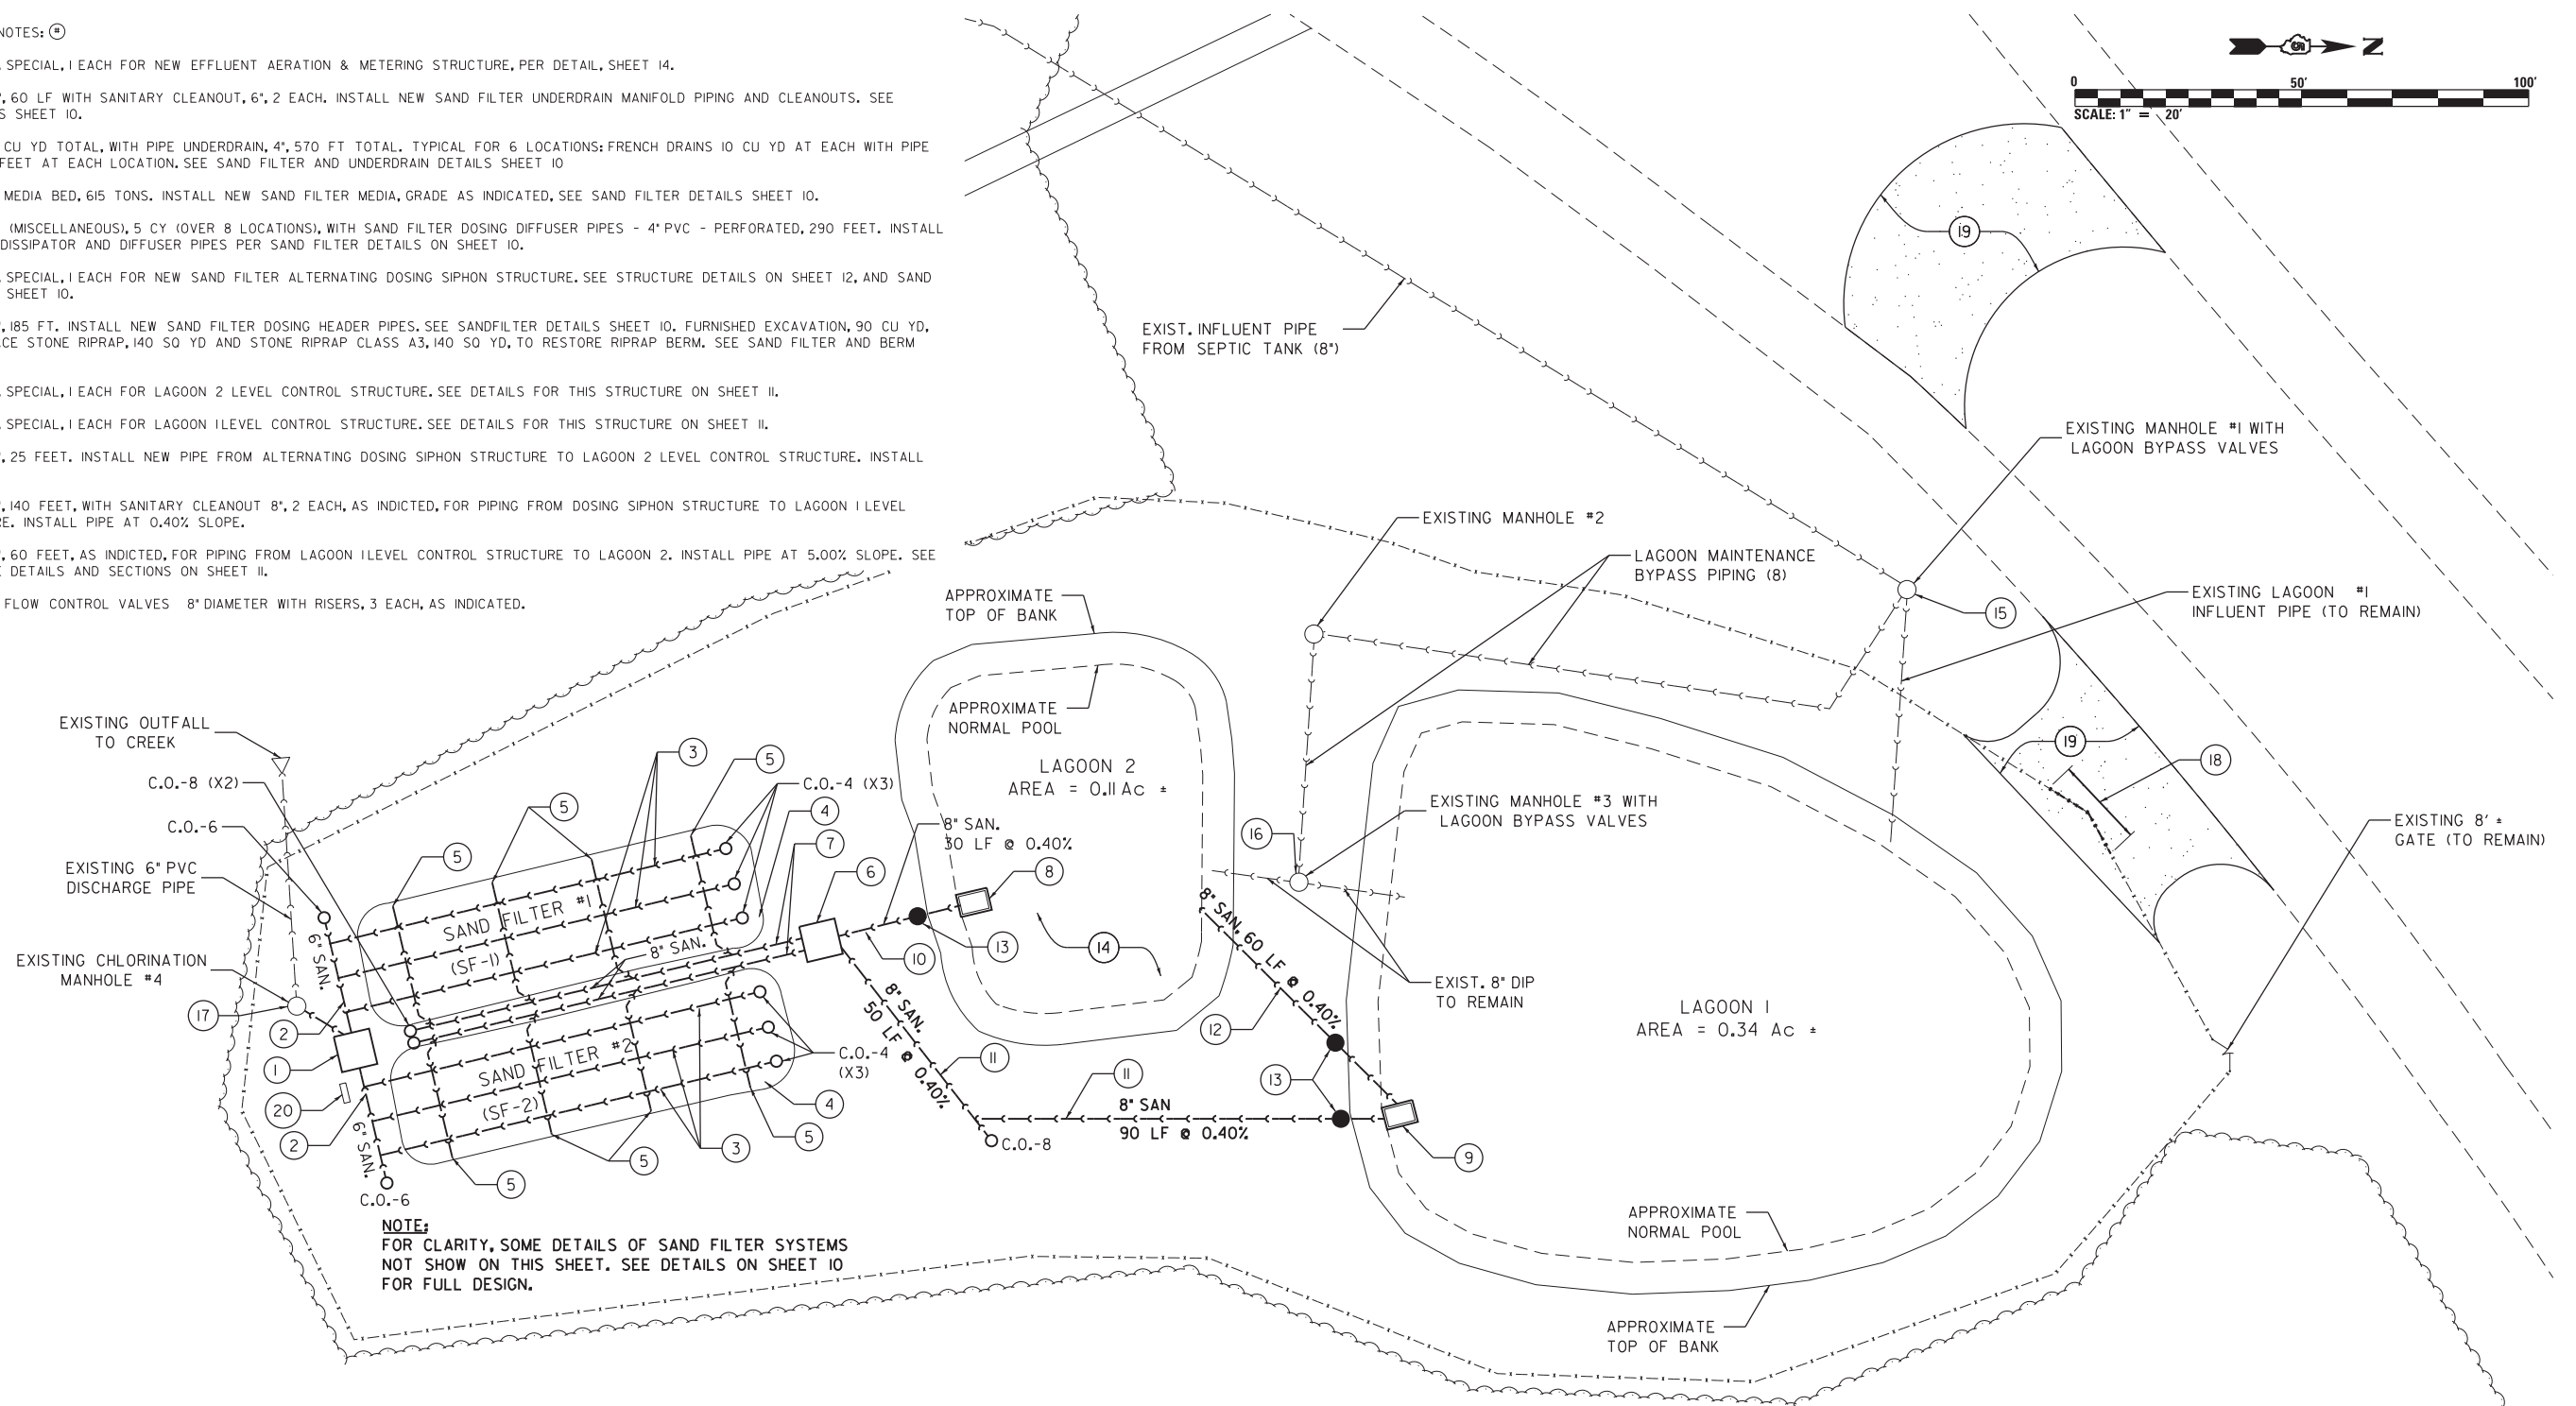 NOTES: #
SPECIAL, 1 EACH FOR NEW EFFLUENT AERATION & METERING STRUCTURE, PER DETAIL, SHEET 14.
", 60 LF WITH SANITARY CLEANOUT, 6", 2 EACH. INSTALL NEW SAND FILTER UNDERDRAIN MANIFOLD PIPING AND CLEANOUTS. SEE
S SHEET 10.
CU YD TOTAL, WITH PIPE UNDERDRAIN, 4", 570 FT TOTAL. TYPICAL FOR 6 LOCATIONS: FRENCH DRAINS 10 CU YD AT EACH WITH PIPE
FEET AT EACH LOCATION. SEE SAND FILTER AND UNDERDRAIN DETAILS SHEET 10
MEDIA BED, 615 TONS. INSTALL NEW SAND FILTER MEDIA, GRADE AS INDICATED, SEE SAND FILTER DETAILS SHEET 10.
(MISCELLANEOUS), 5 CY (OVER 8 LOCATIONS), WITH SAND FILTER DOSING DIFFUSER PIPES - 4" PVC - PERFORATED, 290 FEET. INSTALL
DISSIPATOR AND DIFFUSER PIPES PER SAND FILTER DETAILS ON SHEET 10.
SPECIAL, 1 EACH FOR NEW SAND FILTER ALTERNATING DOSING SIPHON STRUCTURE. SEE STRUCTURE DETAILS ON SHEET 12, AND SAND
SHEET 10.
", 185 FT. INSTALL NEW SAND FILTER DOSING HEADER PIPES. SEE SANDFILTER DETAILS SHEET 10. FURNISHED EXCAVATION, 90 CU YD,
CE STONE RIPRAP, 140 SQ YD AND STONE RIPRAP CLASS A3, 140 SQ YD, TO RESTORE RIPRAP BERM. SEE SAND FILTER AND BERM
SPECIAL, 1 EACH FOR LAGOON 2 LEVEL CONTROL STRUCTURE. SEE DETAILS FOR THIS STRUCTURE ON SHEET 11.
SPECIAL, 1 EACH FOR LAGOON 1 LEVEL CONTROL STRUCTURE. SEE DETAILS FOR THIS STRUCTURE ON SHEET 11.
", 25 FEET. INSTALL NEW PIPE FROM ALTERNATING DOSING SIPHON STRUCTURE TO LAGOON 2 LEVEL CONTROL STRUCTURE. INSTALL
", 140 FEET, WITH SANITARY CLEANOUT 8", 2 EACH, AS INDICTED, FOR PIPING FROM DOSING SIPHON STRUCTURE TO LAGOON 1 LEVEL
RE. INSTALL PIPE AT 0.40% SLOPE.
", 60 FEET, AS INDICTED, FOR PIPING FROM LAGOON 1 LEVEL CONTROL STRUCTURE TO LAGOON 2. INSTALL PIPE AT 5.00% SLOPE. SEE
DETAILS AND SECTIONS ON SHEET 11.
FLOW CONTROL VALVES 8" DIAMETER WITH RISERS, 3 EACH, AS INDICATED.
N
0 50' 100'
SCALE: 1" = 20'
19
EXIST. INFLUENT PIPE
FROM SEPTIC TANK (8")
EXISTING MANHOLE #1 WITH
LAGOON BYPASS VALVES
EXISTING MANHOLE #2
LAGOON MAINTENANCE
BYPASS PIPING (8)
15
EXISTING LAGOON #1
INFLUENT PIPE (TO REMAIN)
APPROXIMATE
TOP OF BANK
APPROXIMATE
NORMAL POOL
LAGOON 2
AREA = 0.11 Ac ±
19
18
EXISTING 8' ±
GATE (TO REMAIN)
EXISTING OUTFALL
TO CREEK
C.O.-8 (X2)
C.O.-6
EXISTING 6" PVC
DISCHARGE PIPE
EXISTING CHLORINATION
MANHOLE #4
3
5
5
5
C.O.-4 (X3)
4
7
6
8" SAN.
30 LF @ 0.40%
8
13
10
14
16
EXISTING MANHOLE #3 WITH
LAGOON BYPASS VALVES
8" SAN. 60 LF @ 0.40%
EXIST. 8" DIP
TO REMAIN
LAGOON 1
AREA = 0.34 Ac ±
SAND FILTER #1
(SF-1)
8" SAN.
6" SAN.
17
2
1
20
2
SAND FILTER #2
(SF-2)
6" SAN.
C.O.-4
(X3)
4
5
3
5
5
C.O.-6
8" SAN.
50 LF @ 0.40%
11
11
8" SAN
90 LF @ 0.40%
C.O.-8
12
13
9
NOTE:
FOR CLARITY, SOME DETAILS OF SAND FILTER SYSTEMS
NOT SHOW ON THIS SHEET. SEE DETAILS ON SHEET 10
FOR FULL DESIGN.
APPROXIMATE
NORMAL POOL
APPROXIMATE
TOP OF BANK